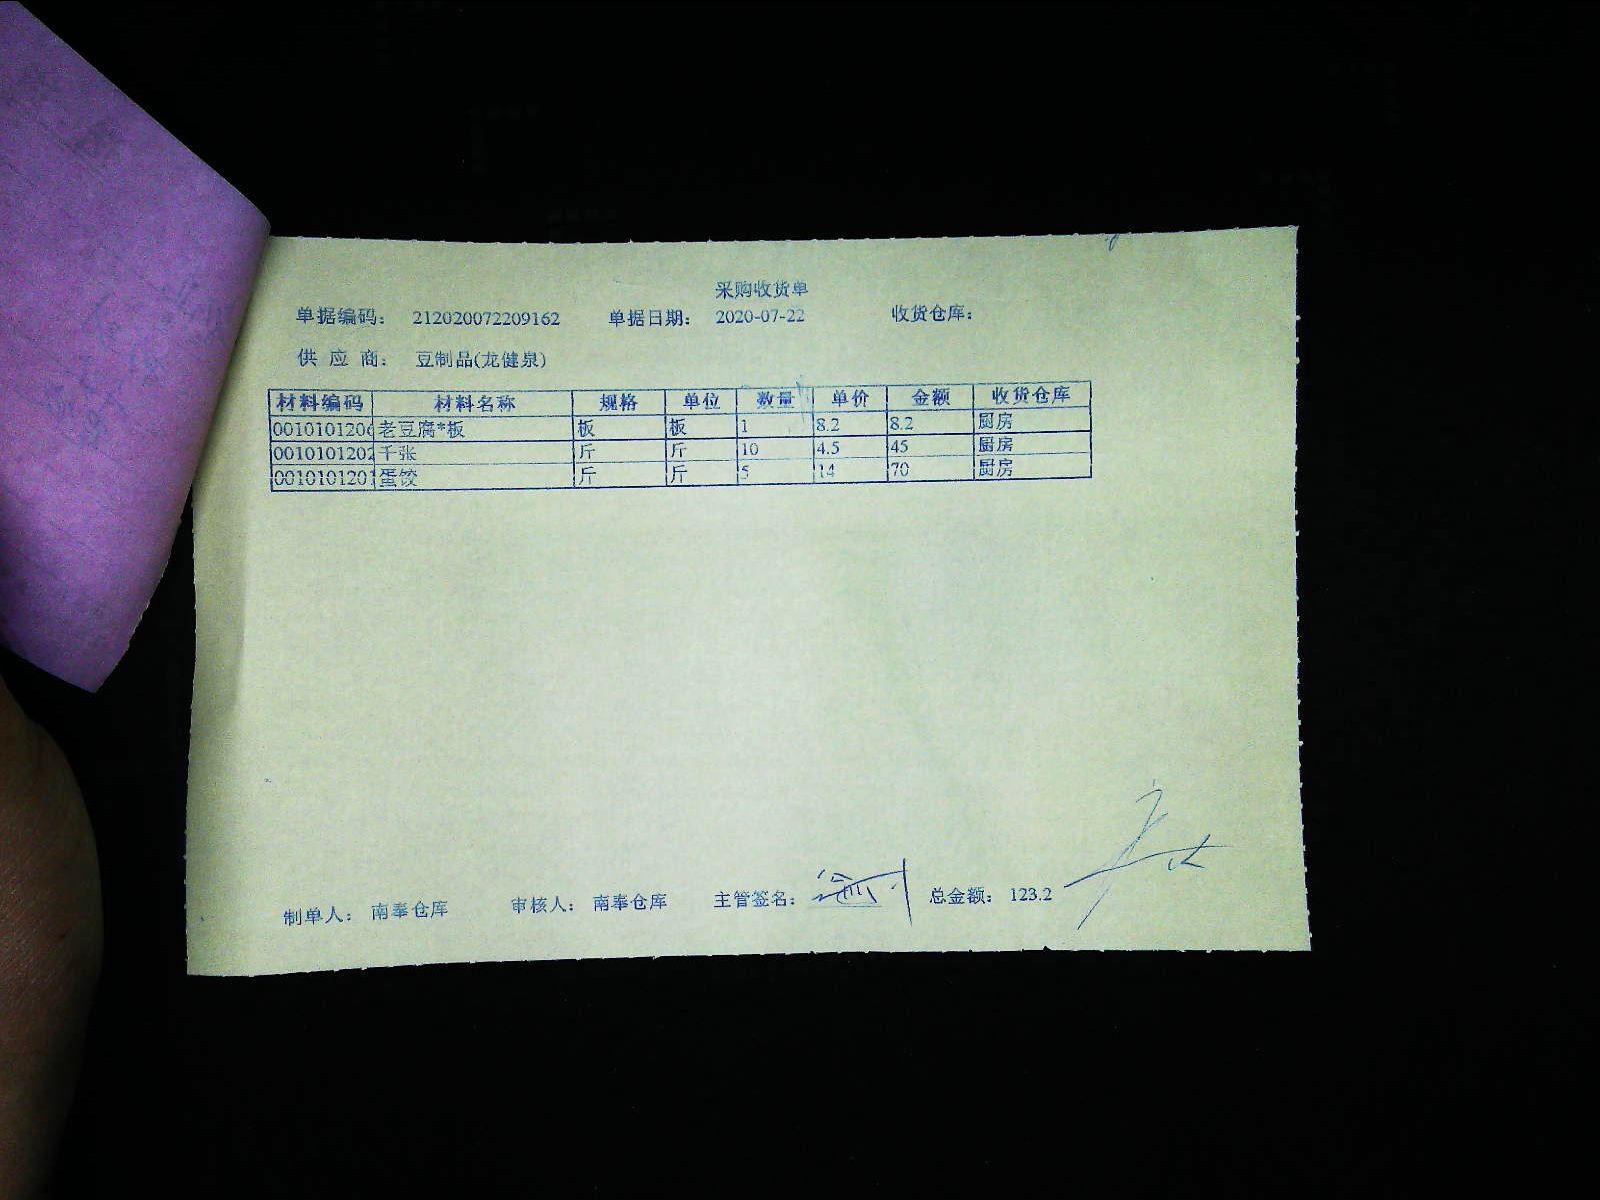 采购收货单
单据编码： 212020072209162 单据日期： 2020-07-22 收货仓库：
供 应 商： 豆制品(龙健泉)
材料编码 材料名称 规格 单位 数量 单价 金额 收货仓库
0010101206 老豆腐*板 板 板 1 8.2 8.2 厨房
0010101202 千张 斤 斤 10 4.5 45 厨房
001010120 蛋饺 斤 斤 5 14 70 厨房
制单人： 南奉仓库 审核人： 南奉仓库 主管签名： 总金额： 123.2